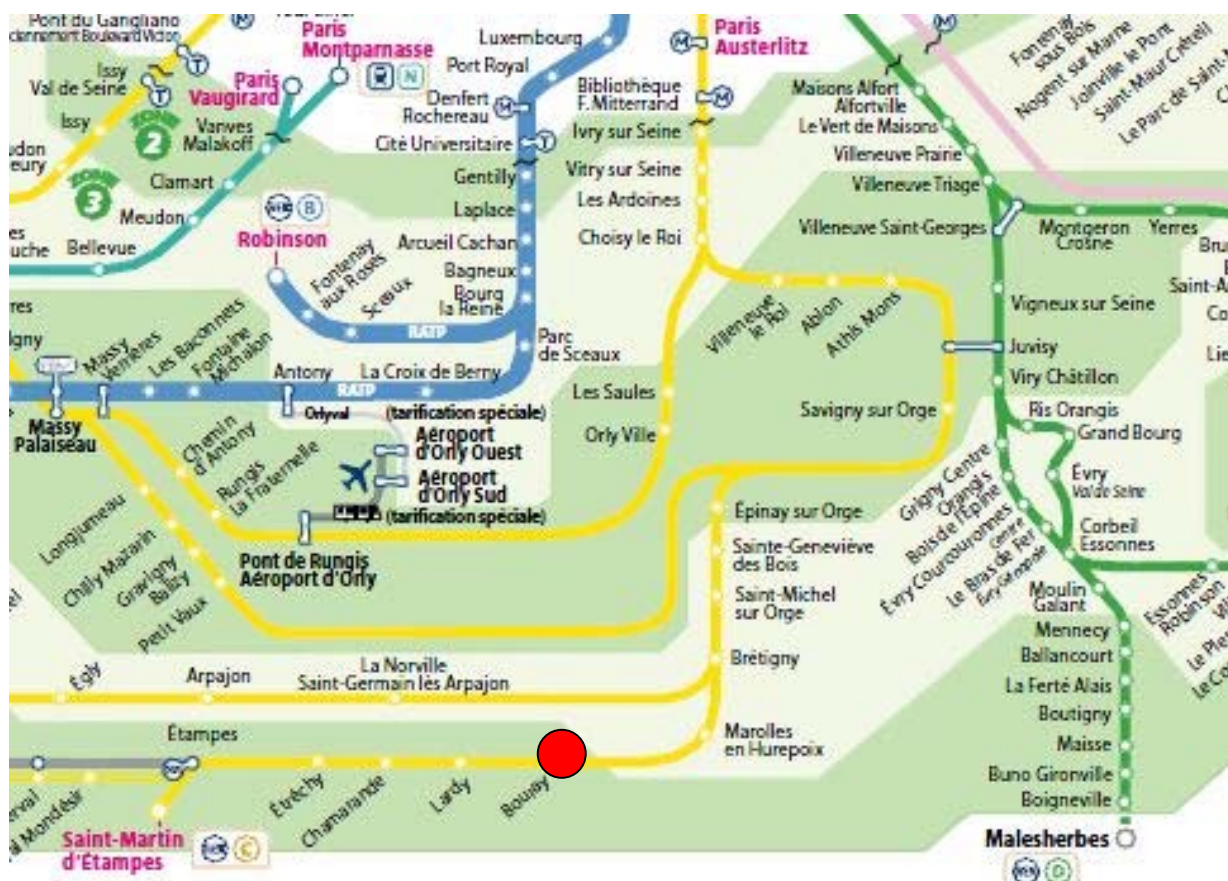 Pont du Garigliano
Issy
Val de Seine
Issy
ZONE
2
ZONE
3
Paris
Montparnasse
N
Paris
Vaugirard
Vanves
Malakoff
Clamart
Meudon
Bellevue
Luxembourg
Port Royal
Denfert
Rochereau
M
Cité Universitaire
T
Gentilly
Laplace
Arcueil Cachan
Bagneux
Bourg
la Reine
Parc
de Sceaux
B
Robinson
Fontenay
aux Roses
Sceaux
RATP
La Croix de Berny
RATP
Antony
Fontaine
Michalon
Les Baconnets
Massy
Verrières
Massy
Palaiseau
Orlyval
(tarification spéciale)
Aéroport
d'Orly Ouest
Aéroport
d'Orly Sud
(tarification spéciale)
Pont de Rungis
Aéroport d'Orly
Chemin
d'Antony
Rungis
La Fraternelle
Longjumeau
Chilly Mazarin
Gravigny
Balizy
Petit Vaux
M
Paris
Austerlitz
Bibliothèque
F. Mitterrand
M
Ivry sur Seine
Vitry sur Seine
Les Ardoines
Choisy le Roi
Les Saules
Orly Ville
Villeneuve
le Roi
Ablon
Athis Mons
Savigny sur Orge
Juvisy
Épinay sur Orge
Sainte-Geneviève
des Bois
Saint-Michel
sur Orge
Brétigny
Marolles
en Hurepoix
La Norville
Saint-Germain lès Arpajon
Arpajon
Égly
Étampes
Étréchy
Chamarande
Lardy
Bouray
Saint-Martin
d'Étampes
C
Maisons Alfort
Alfortville
Le Vert de Maisons
Villeneuve Prairie
Villeneuve Triage
Villeneuve Saint-Georges
Montgeron
Crosne
Yerres
Vigneux sur Seine
Viry Châtillon
Ris Orangis
Grand Bourg
Évry
Val de Seine
Corbeil
Essonnes
Grigny Centre
Orangis
Bois de l'Épine
Évry Courcouronnes
Centre
Le Bras de Fer
Moulin
Galant
Essonnes
Robinson
Mennecy
Ballancourt
La Ferté Alais
Boutigny
Maisse
Buno Gironville
Boigneville
Malesherbes
D
Fontenay
sous Bois
Nogent sur Marne
Joinville le Pont
Saint-Maur Créteil